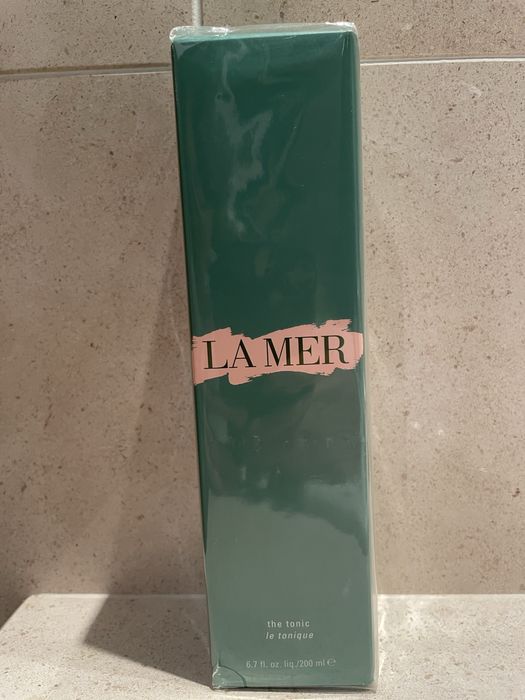 LA MER
the tonic
le tonique
6.7 fl. oz. liq./200 ml ℮